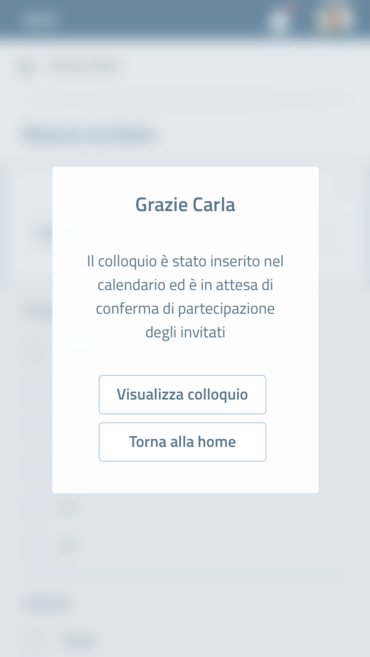 Grazie Carla
Il colloquio è stato inserito nel
calendario ed è in attesa di
conferma di partecipazione
degli invitati
Visualizza colloquio
Torna alla home